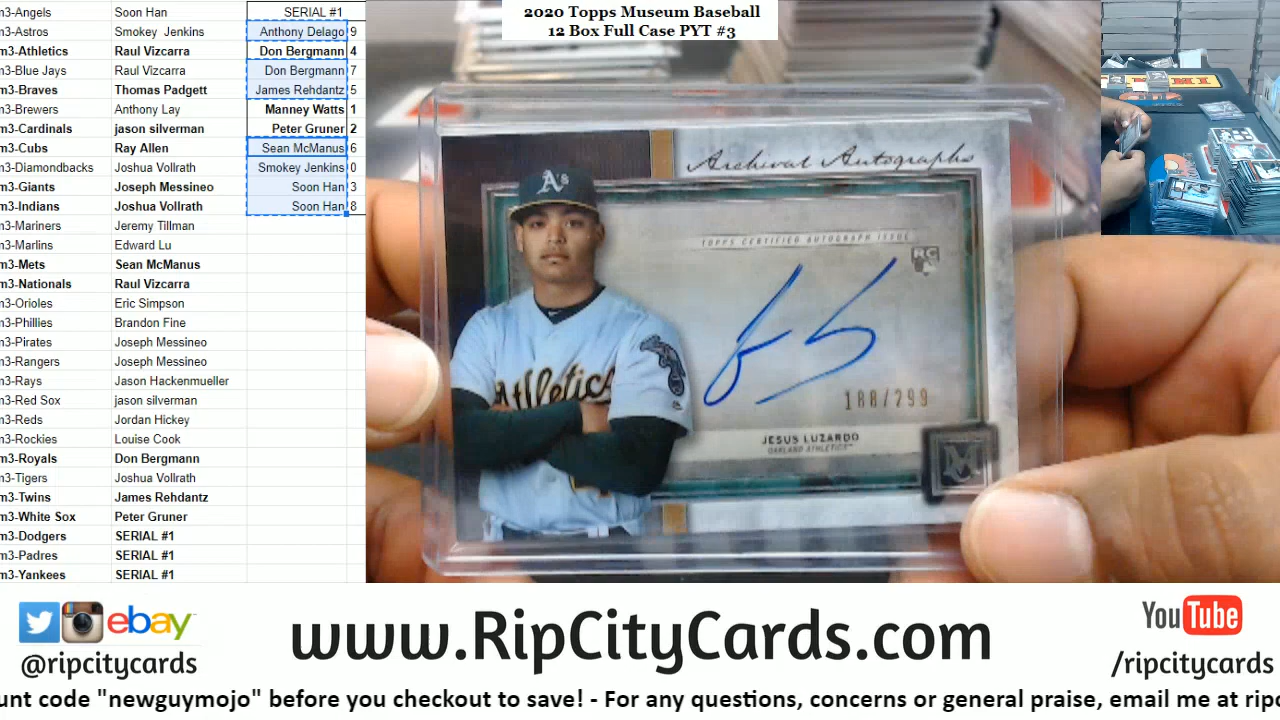 m3-Angels Soon Han SERIAL #1
m3-Astros Smokey Jenkins Anthony Delago 9
m3-Athletics Raul Vizcarra Don Bergmann 4
m3-Blue Jays Raul Vizcarra Don Bergmann 7
m3-Braves Thomas Padgett James Rehdantz 5
m3-Brewers Anthony Lay Manney Watts 1
m3-Cardinals jason silverman Peter Gruner 2
m3-Cubs Ray Allen Sean McManus 6
m3-Diamondbacks Joshua Vollrath Smokey Jenkins 0
m3-Giants Joseph Messineo Soon Han 3
m3-Indians Joshua Vollrath Soon Han 8
m3-Mariners Jeremy Tillman
m3-Marlins Edward Lu
m3-Mets Sean McManus
m3-Nationals Raul Vizcarra
m3-Orioles Eric Simpson
m3-Phillies Brandon Fine
m3-Pirates Joseph Messineo
m3-Rangers Joseph Messineo
m3-Rays Jason Hackenmueller
m3-Red Sox jason silverman
m3-Reds Jordan Hickey
m3-Rockies Louise Cook
m3-Royals Don Bergmann
m3-Tigers Joshua Vollrath
m3-Twins James Rehdantz
m3-White Sox Peter Gruner
m3-Dodgers SERIAL #1
m3-Padres SERIAL #1
m3-Yankees SERIAL #1
2020 Topps Museum Baseball
12 Box Full Case PYT #3
Archival Autographs
A's
TOPPS CERTIFIED AUTOGRAPH ISSUE
RC
Athletics
188/299
JESUS LUZARDO
OAKLAND ATHLETICS™
M
ebay™
@ripcitycards
www.RipCityCards.com
YouTube
/ripcitycards
unt code "newguymojo" before you checkout to save! - For any questions, concerns or general praise, email me at ripc